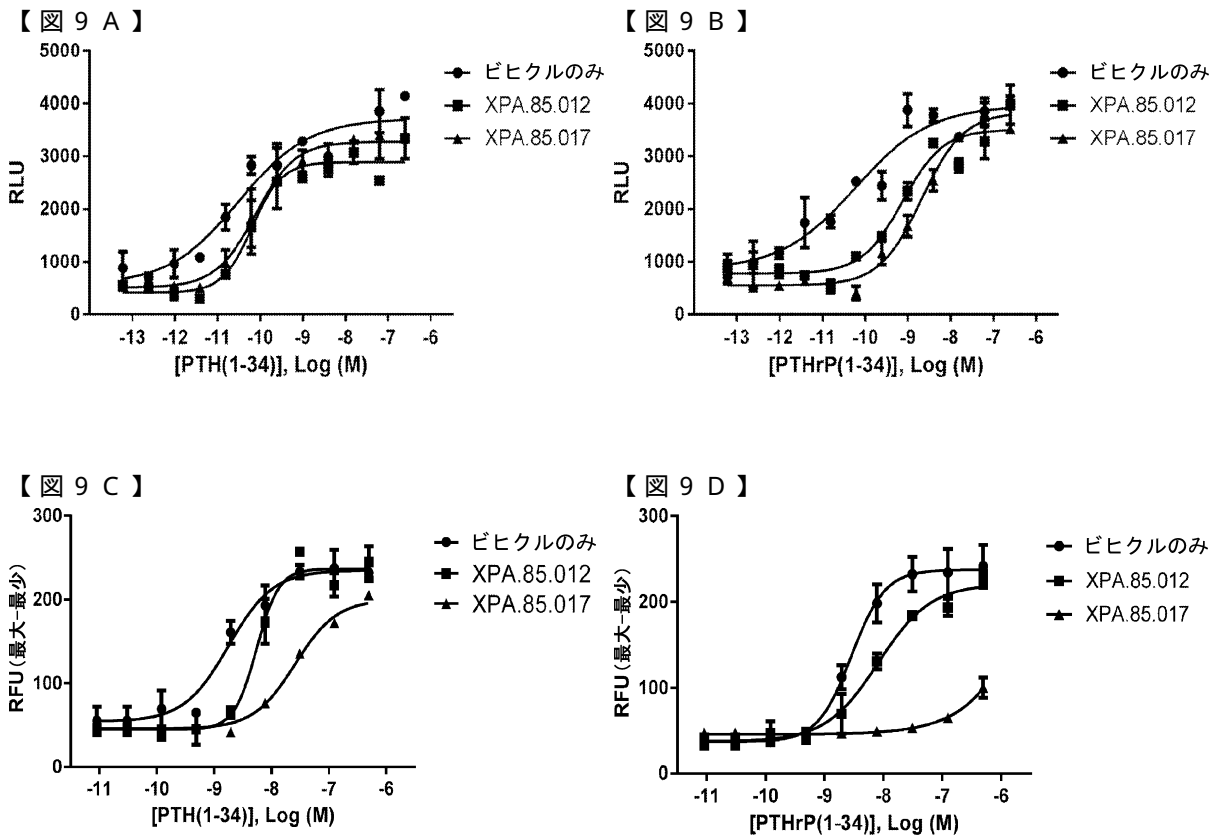 【図９Ａ】
5000
4000
3000
2000
1000
0
RLU
-13 -12 -11 -10 -9 -8 -7 -6
[PTH(1-34)], Log (M)
ビヒクルのみ
XPA.85.012
XPA.85.017
【図９Ｂ】
5000
4000
3000
2000
1000
0
RLU
-13 -12 -11 -10 -9 -8 -7 -6
[PTHrP(1-34)], Log (M)
ビヒクルのみ
XPA.85.012
XPA.85.017
【図９Ｃ】
300
200
100
0
RFU(最大-最少)
-11 -10 -9 -8 -7 -6
[PTH(1-34)], Log (M)
ビヒクルのみ
XPA.85.012
XPA.85.017
【図９Ｄ】
300
200
100
0
RFU(最大-最少)
-11 -10 -9 -8 -7 -6
[PTHrP(1-34)], Log (M)
ビヒクルのみ
XPA.85.012
XPA.85.017